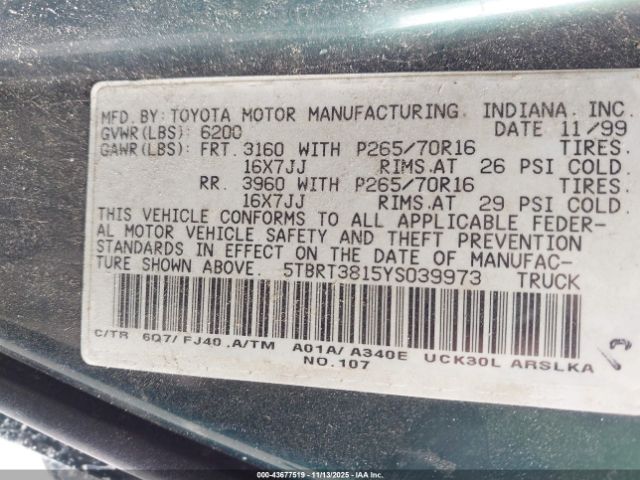 MFD. BY: TOYOTA MOTOR MANUFACTURING, INDIANA, INC.
GVWR(LBS) 6200 DATE 11/99
GAWR(LBS): FRT. 3160 WITH P265/70R16 TIRES.
16X7JJ RIMS.AT 26 PSI COLD.
RR. 3960 WITH P265/70R16 TIRES.
16X7JJ RIMS.AT 29 PSI COLD.
THIS VEHICLE CONFORMS TO ALL APPLICABLE FEDER-
AL MOTOR VEHICLE SAFETY AND THEFT PREVENTION
STANDARDS IN EFFECT ON THE DATE OF MANUFAC-
TURE SHOWN ABOVE. 5TBRT3815YS039973 TRUCK
C/TR 6Q7/ FJ40 .A/TM A01A/ A340E UCK30L ARSLKA
NO.107
000-43677519 | 11/13/2025 - IAAI.COM